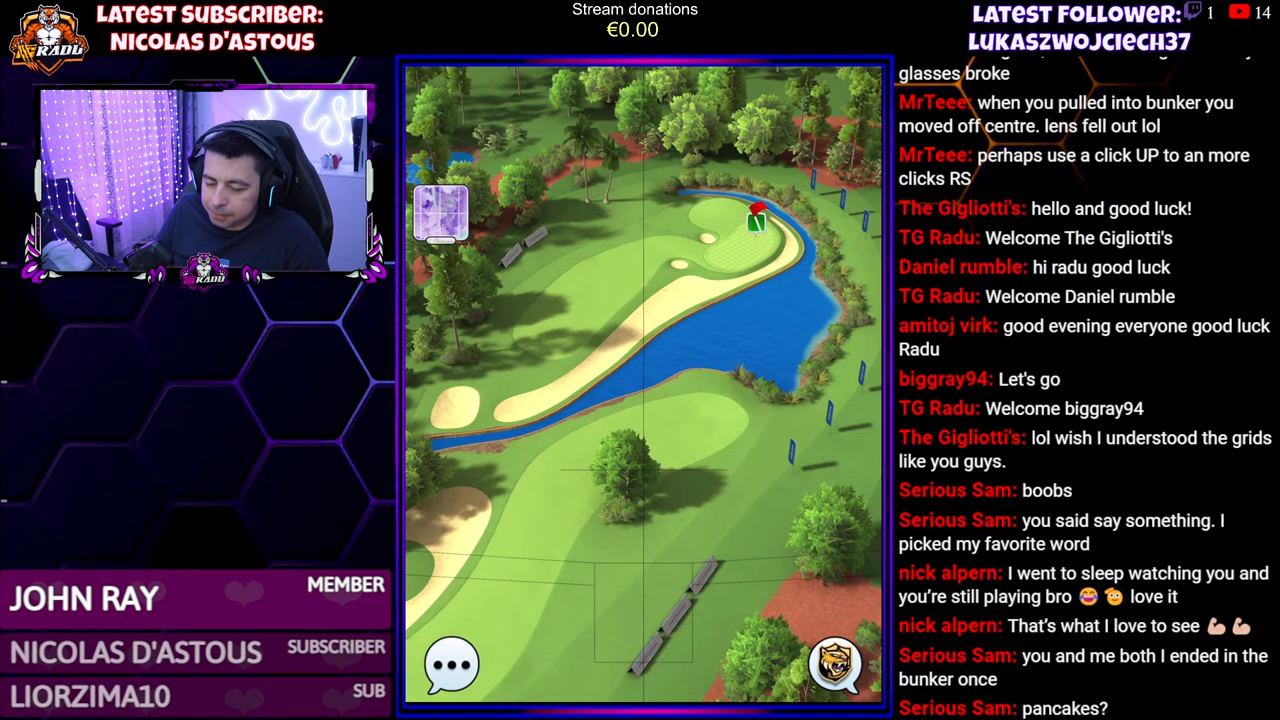 LATEST SUBSCRIBER:
NICOLAS D'ASTOUS
RADU
Stream donations
€0.00
LATEST FOLLOWER:
1
14
LUKASZWOJCIECH37
glasses broke
MrTeee: when you pulled into bunker you
moved off centre. lens fell out lol
MrTeee: perhaps use a click UP to an more
clicks RS
The Gigliotti's: hello and good luck!
TG Radu: Welcome The Gigliotti's
Daniel rumble: hi radu good luck
TG Radu: Welcome Daniel rumble
amitoj virk: good evening everyone good luck
Radu
biggray94: Let's go
TG Radu: Welcome biggray94
The Gigliotti's: lol wish I understood the grids
like you guys.
Serious Sam: boobs
Serious Sam: you said say something. I
picked my favorite word
nick alpern: I went to sleep watching you and
you're still playing bro 😂 🫡 love it
nick alpern: That's what I love to see 💪🏼 💪🏼
Serious Sam: you and me both I ended in the
bunker once
Serious Sam: pancakes?
RADU
JOHN RAY
MEMBER
NICOLAS D'ASTOUS
SUBSCRIBER
LIORZIMA10
SUB